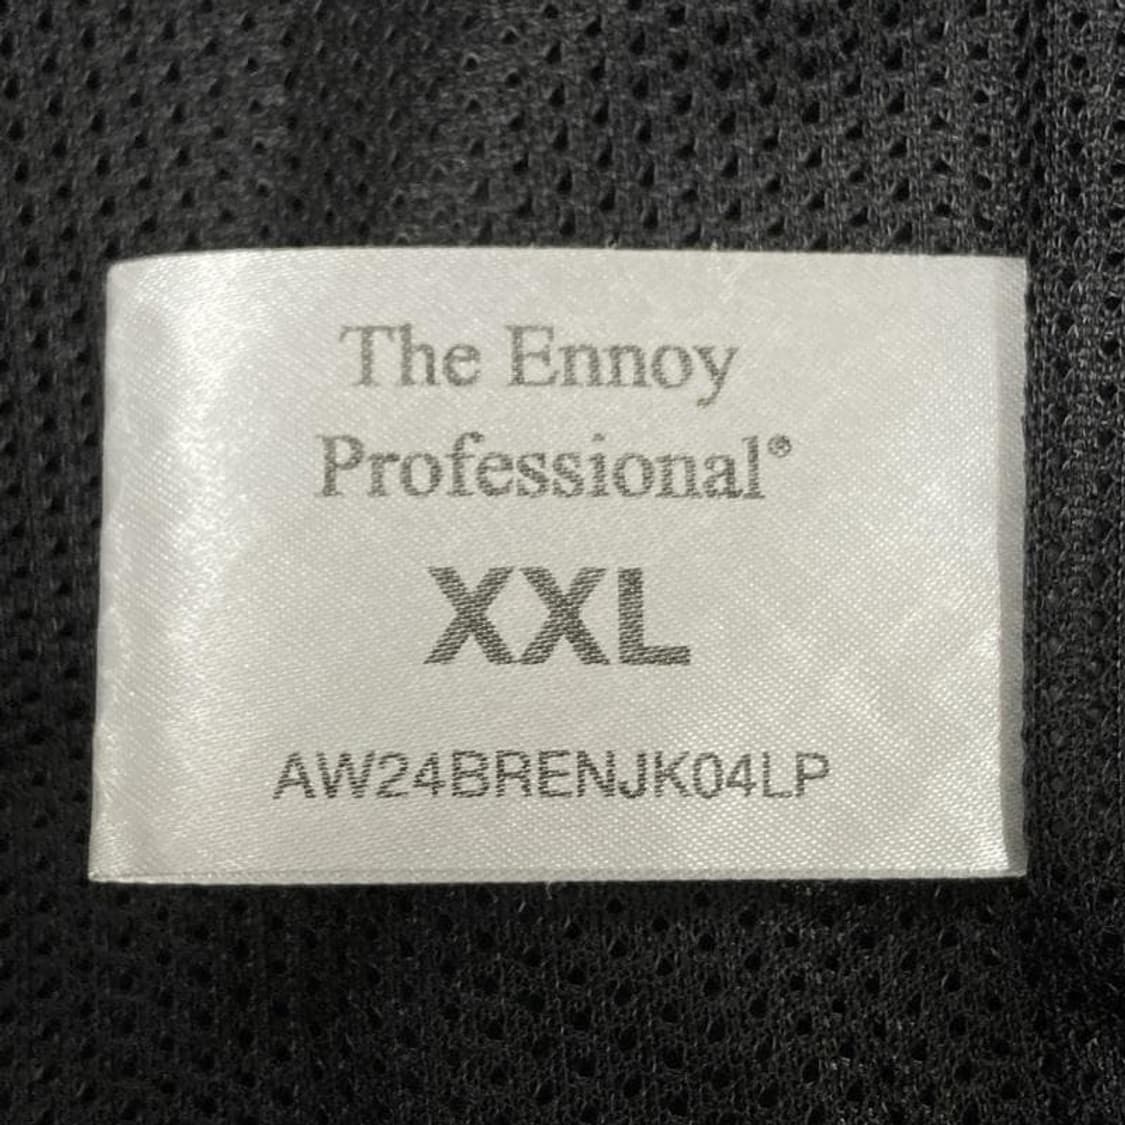 The Ennoy
Professional®
XXL
AW24BRENJK04LP